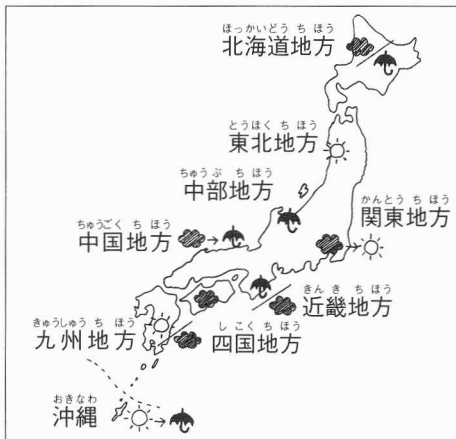 ほっかいどう ち ほう
北海道地方
とうほく ち ほう
東北地方
ちゅう ぶ ち ほう
中部地方
かんとう ち ほう
関東地方
ちゅうごく ち ほう
中国地方
きん き ち ほう
近畿地方
し こく ち ほう
四国地方
きゅうしゅう ち ほう
九州地方
おきなわ
沖縄